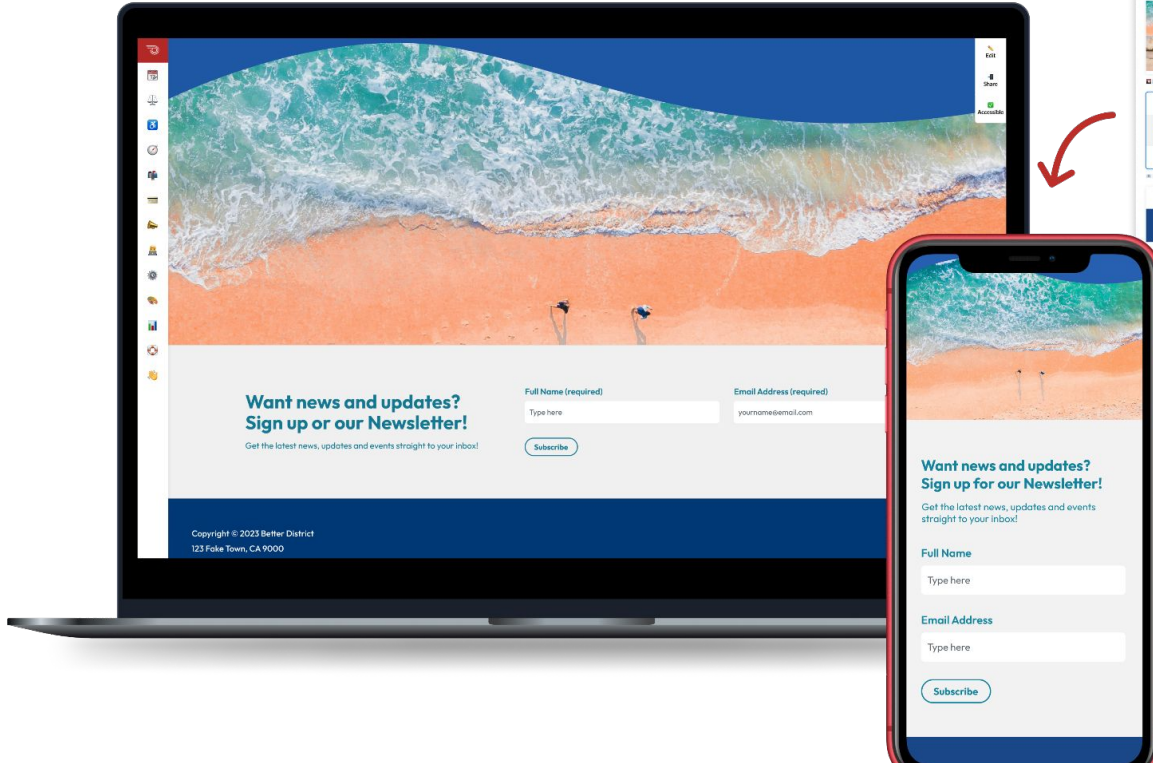 Edit
Share
Accessible
Want news and updates?
Sign up or our Newsletter!
Get the latest news, updates and events straight to your inbox!
Full Name (required)
Type here
Email Address (required)
yourname@email.com
Subscribe
Copyright © 2023 Better District
123 Fake Town, CA 9000
Want news and updates?
Sign up for our Newsletter!
Get the latest news, updates and events
straight to your inbox!
Full Name
Type here
Email Address
Type here
Subscribe